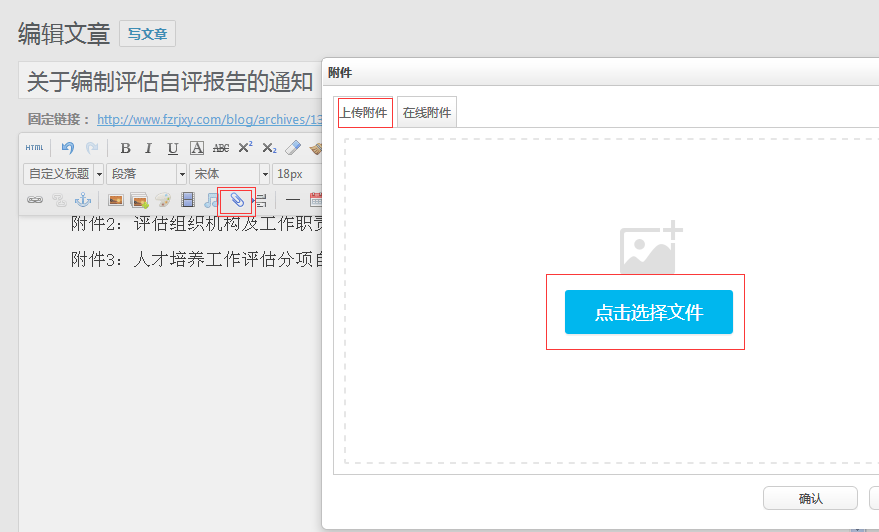 编辑文章 写文章
关于编制评估自评报告的通知
固定链接： http://www.fzrjxy.com/blog/archives/13
HTML B I U A ABC X² X₂
自定义标题 段落 宋体 18px
附件2：评估组织机构及工作职责
附件3：人才培养工作评估分项自
附件
上传附件 在线附件
点击选择文件
确认